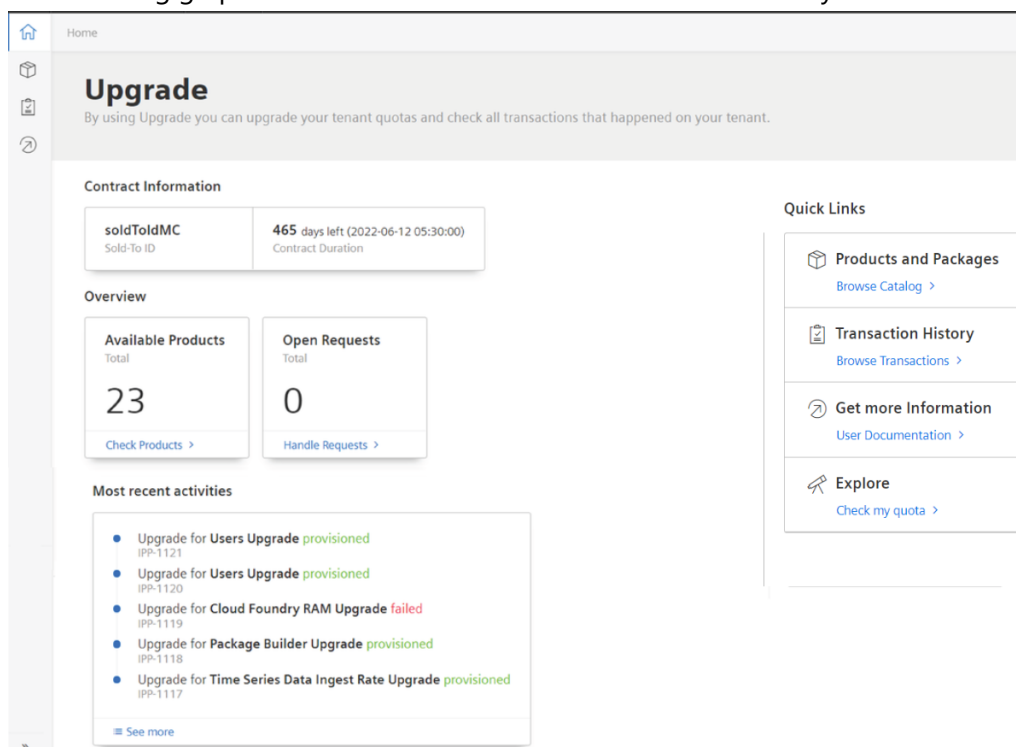 Home
Upgrade
By using Upgrade you can upgrade your tenant quotas and check all transactions that happened on your tenant.
Contract Information
soldToIdMC
Sold-To ID
465 days left (2022-06-12 05:30:00)
Contract Duration
Overview
Available Products
Total
23
Check Products >
Open Requests
Total
0
Handle Requests >
Most recent activities
Upgrade for Users Upgrade provisioned
IPP-1121
Upgrade for Users Upgrade provisioned
IPP-1120
Upgrade for Cloud Foundry RAM Upgrade failed
IPP-1119
Upgrade for Package Builder Upgrade provisioned
IPP-1118
Upgrade for Time Series Data Ingest Rate Upgrade provisioned
IPP-1117
See more
Quick Links
Products and Packages
Browse Catalog >
Transaction History
Browse Transactions >
Get more Information
User Documentation >
Explore
Check my quota >